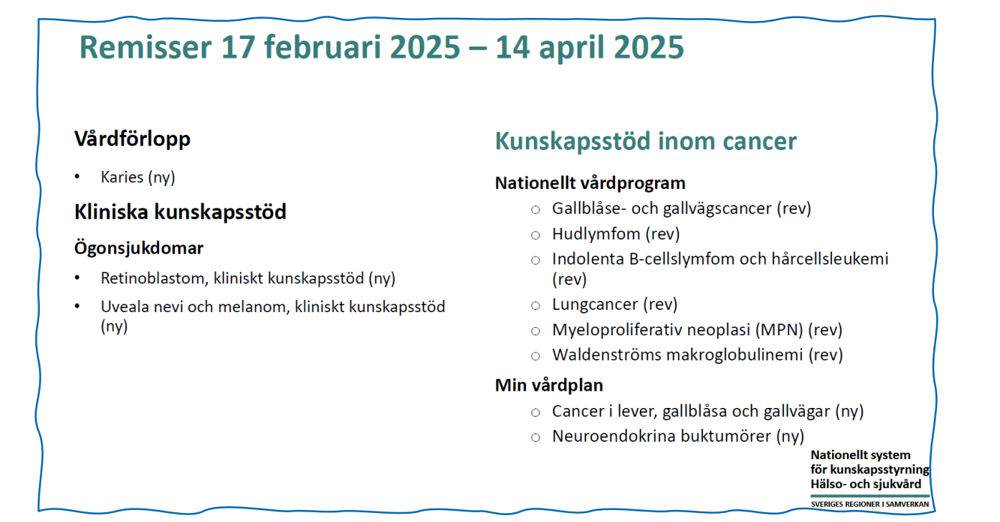 Remisser 17 februari 2025 – 14 april 2025
Vårdförlopp
• Karies (ny)
Kliniska kunskapsstöd
Ögonsjukdomar
• Retinoblastom, kliniskt kunskapsstöd (ny)
• Uveala nevi och melanom, kliniskt kunskapsstöd
(ny)
Kunskapsstöd inom cancer
Nationellt vårdprogram
○ Gallblåse- och gallvägscancer (rev)
○ Hudlymfom (rev)
○ Indolenta B-cellslymfom och hårcellsleukemi
(rev)
○ Lungcancer (rev)
○ Myeloproliferativ neoplasi (MPN) (rev)
○ Waldenströms makroglobulinemi (rev)
Min vårdplan
○ Cancer i lever, gallblåsa och gallvägar (ny)
○ Neuroendokrina buktumörer (ny)
Nationellt system
för kunskapsstyrning
Hälso- och sjukvård
SVERIGES REGIONER I SAMVERKAN